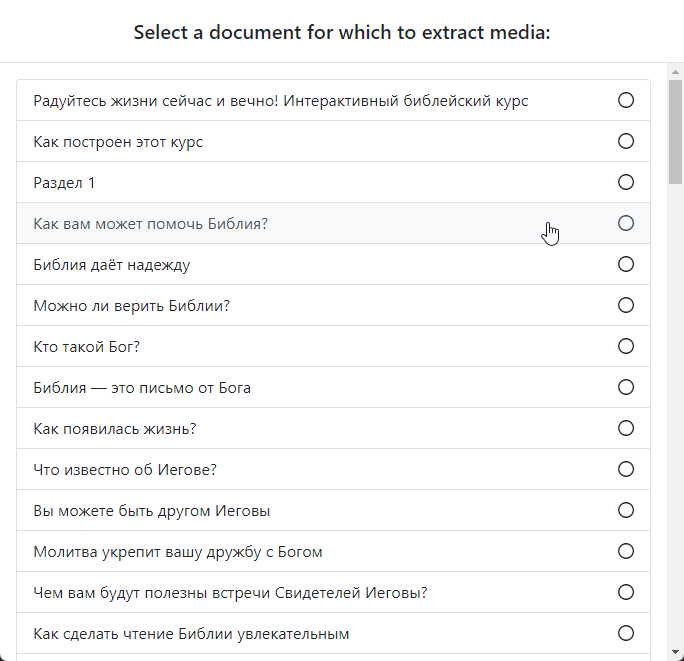 Select a document for which to extract media:
Радуйтесь жизни сейчас и вечно! Интерактивный библейский курс
Как построен этот курс
Раздел 1
Как вам может помочь Библия?
Библия даёт надежду
Можно ли верить Библии?
Кто такой Бог?
Библия — это письмо от Бога
Как появилась жизнь?
Что известно об Иегове?
Вы можете быть другом Иеговы
Молитва укрепит вашу дружбу с Богом
Чем вам будут полезны встречи Свидетелей Иеговы?
Как сделать чтение Библии увлекательным